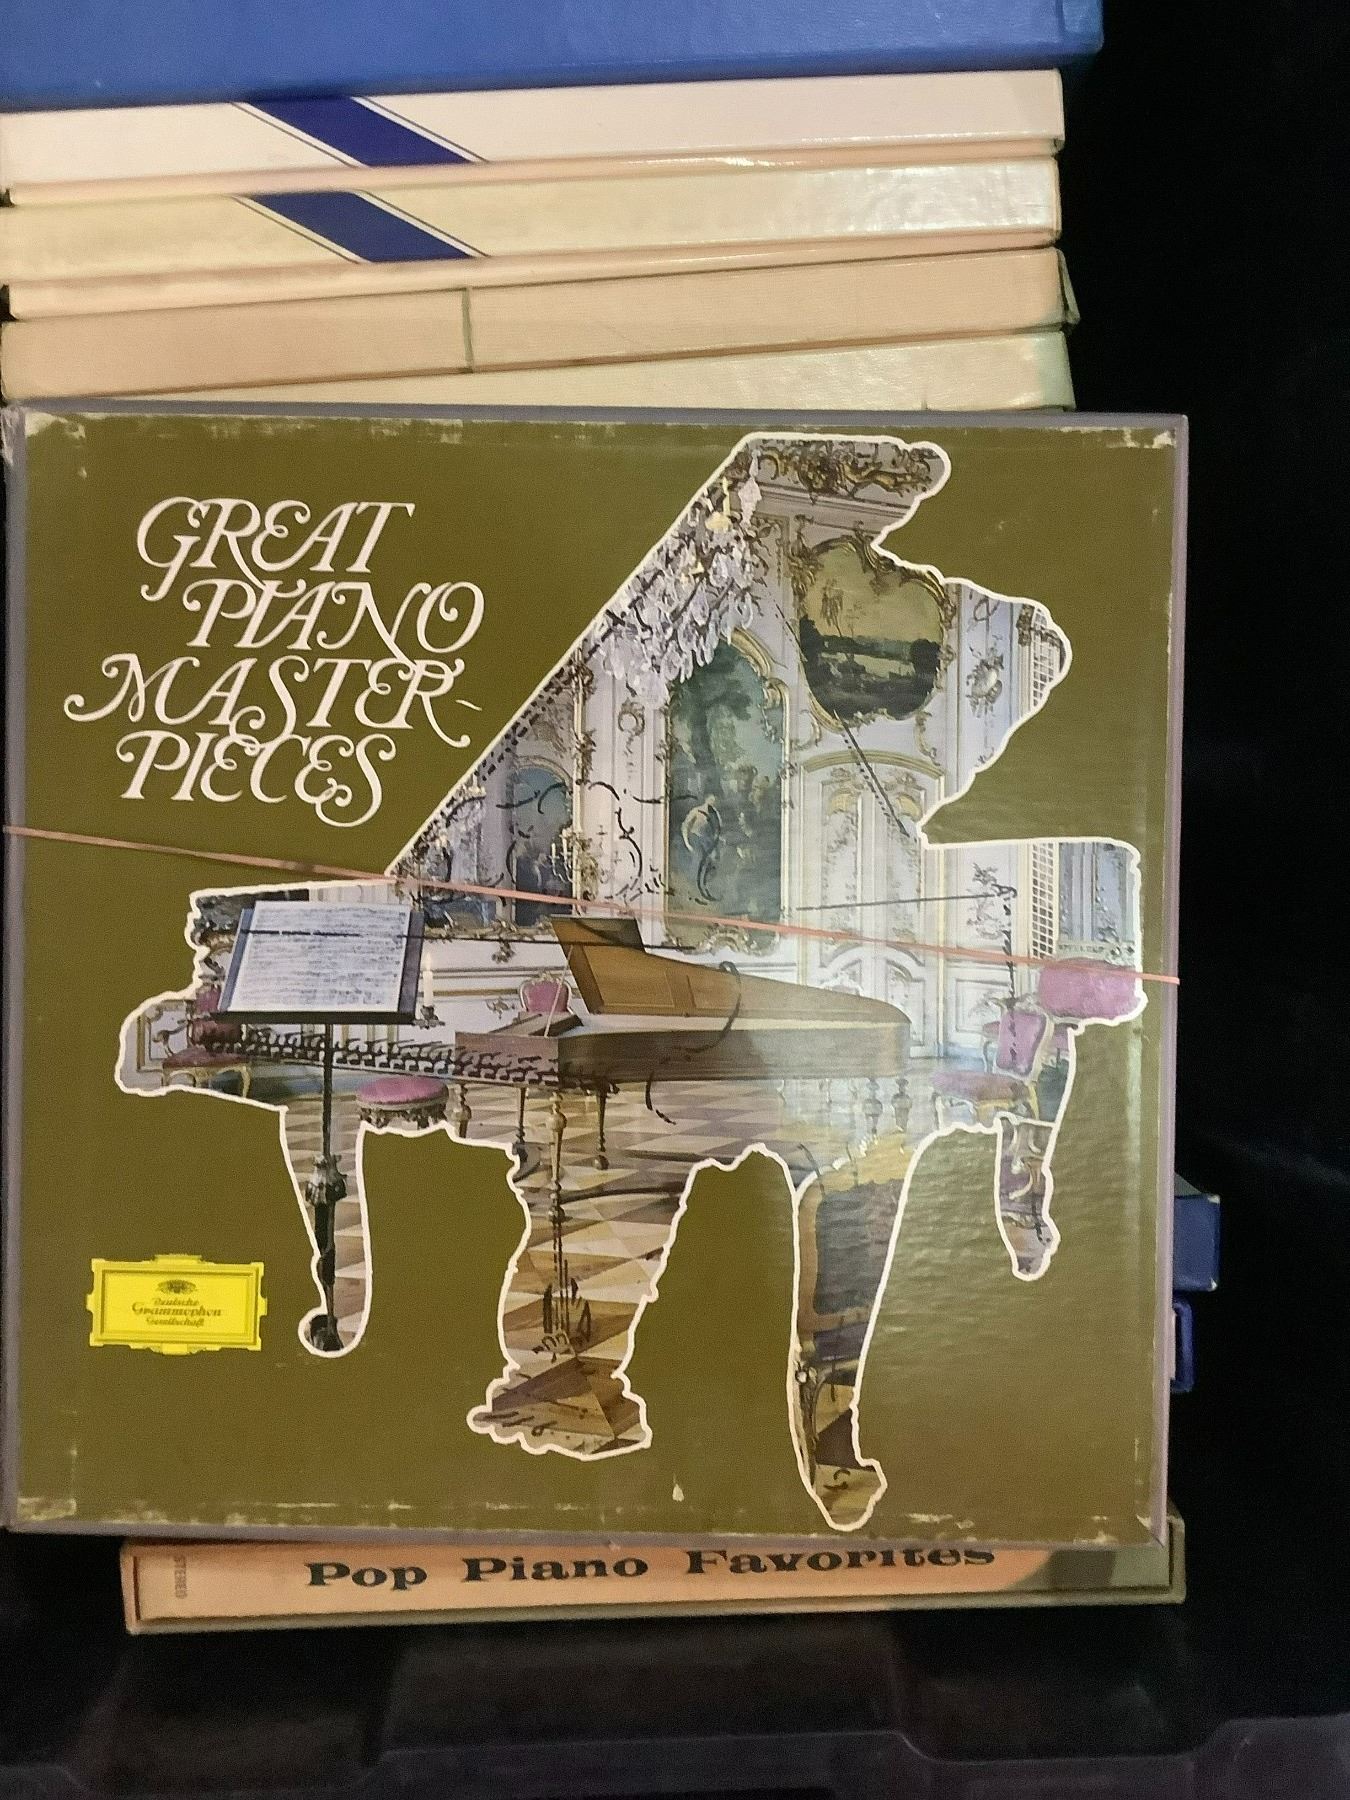 GREAT
PIANO
MASTER-
PIECES
Deutsche
Grammophon
Gesellschaft
STEREO
Pop Piano Favorites